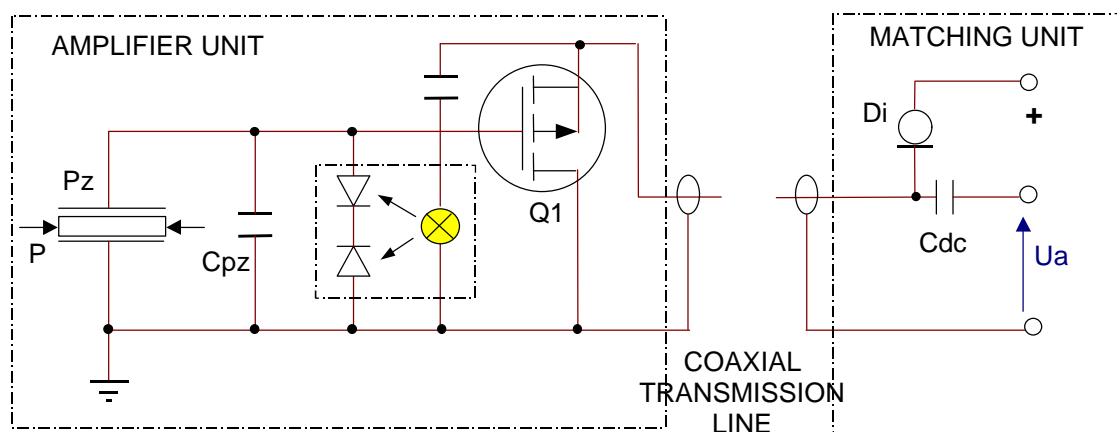 AMPLIFIER UNIT
MATCHING UNIT
Di
+
Pz
Q1
P
Cpz
Cdc
Ua
COAXIAL
TRANSMISSION
LINE